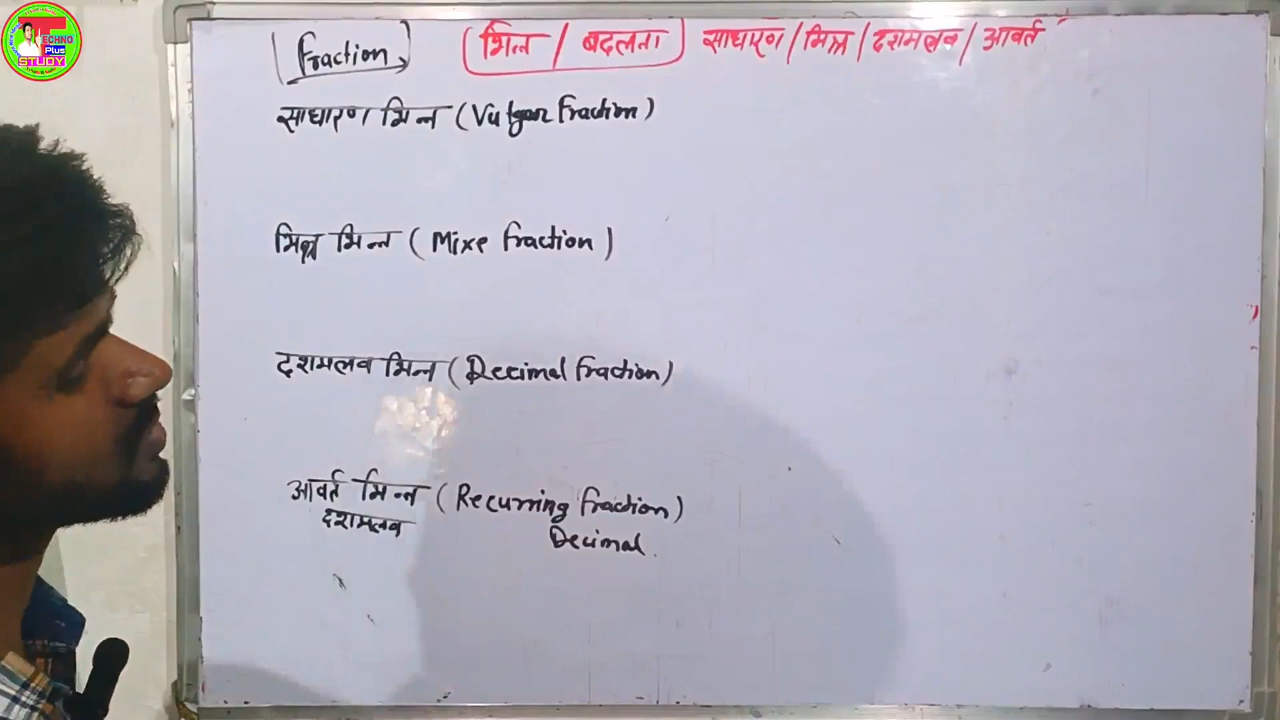 TECHNO Plus STUDY
Fraction (भिन्न / बदलना) साधारण / मिश्र / दशमलव / आवर्त
साधारण भिन्न (Vulgar Fraction)
मिश्र भिन्न (Mixe fraction)
दशमलव भिन्न (Decimal Fraction)
आवर्त भिन्न (Recurring fraction)
दशमलव Decimal.